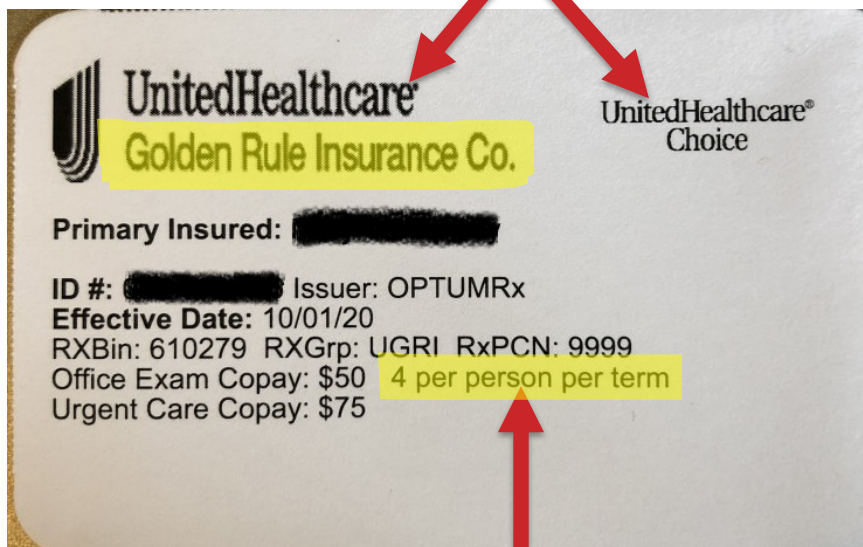 UnitedHealthcare
Golden Rule Insurance Co.
UnitedHealthcare®
Choice
Primary Insured:
ID #: Issuer: OPTUMRx
Effective Date: 10/01/20
RXBin: 610279 RXGrp: UGRI RxPCN: 9999
Office Exam Copay: $50 4 per person per term
Urgent Care Copay: $75